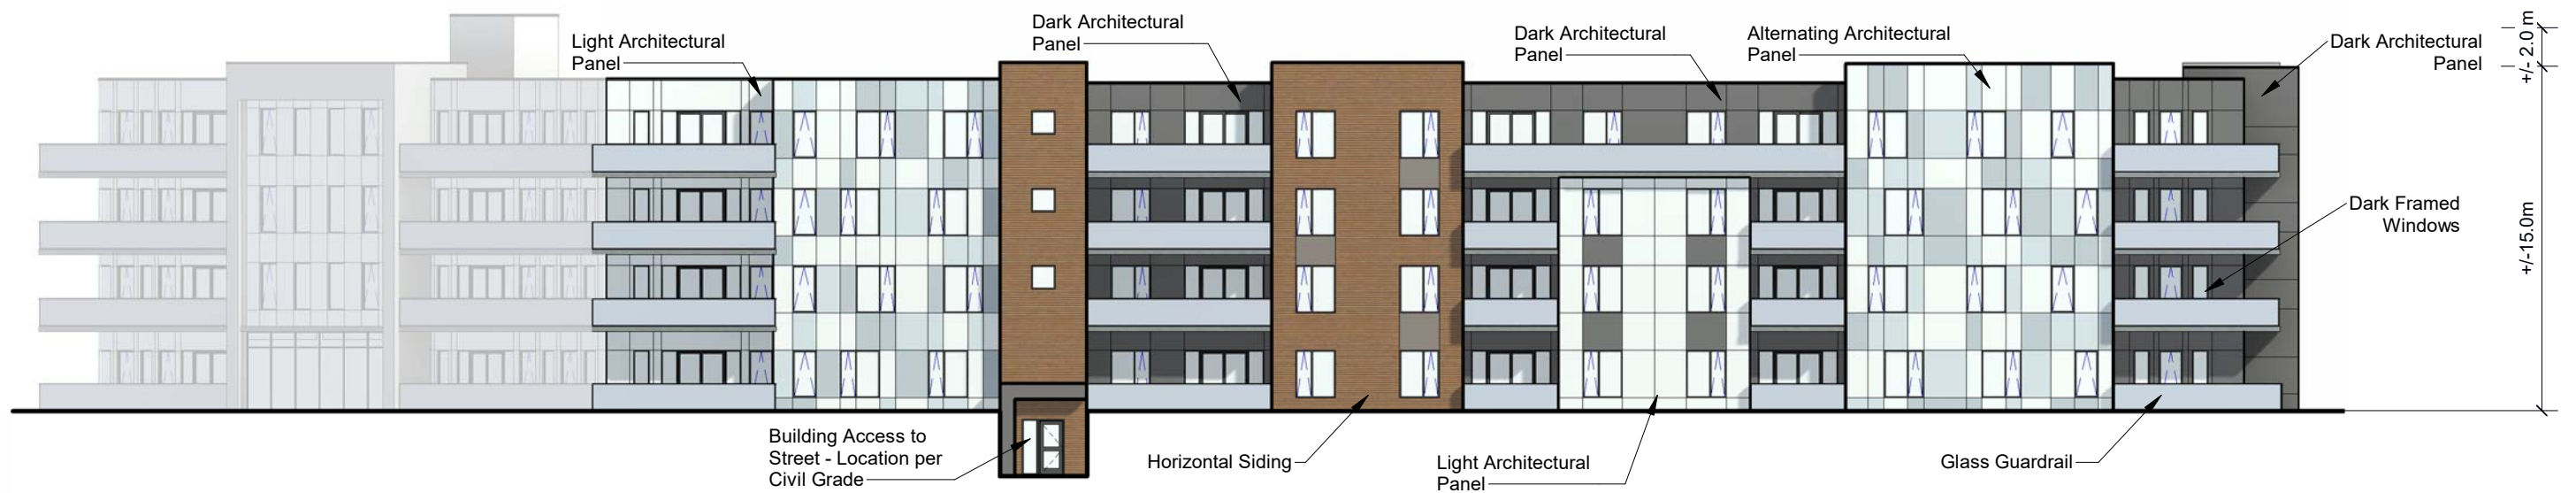 Light Architectural
Panel
Dark Architectural
Panel
Dark Architectural
Panel
Alternating Architectural
Panel
Dark Architectural
Panel
+/- 2.0 m
Dark Framed
Windows
+/-15.0m
Building Access to
Street - Location per
Civil Grade
Horizontal Siding
Light Architectural
Panel
Glass Guardrail